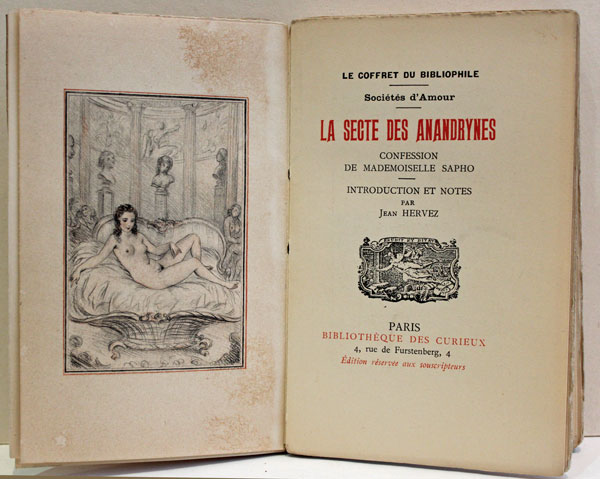 LE COFFRET DU BIBLIOPHILE
Sociétés d'Amour
LA SECTE DES ANANDRYNES
CONFESSION
DE MADEMOISELLE SAPHO
INTRODUCTION ET NOTES
PAR
Jean HERVEZ
PARIS
BIBLIOTHÈQUE DES CURIEUX
4, rue de Furstenberg, 4
Édition réservée aux souscripteurs